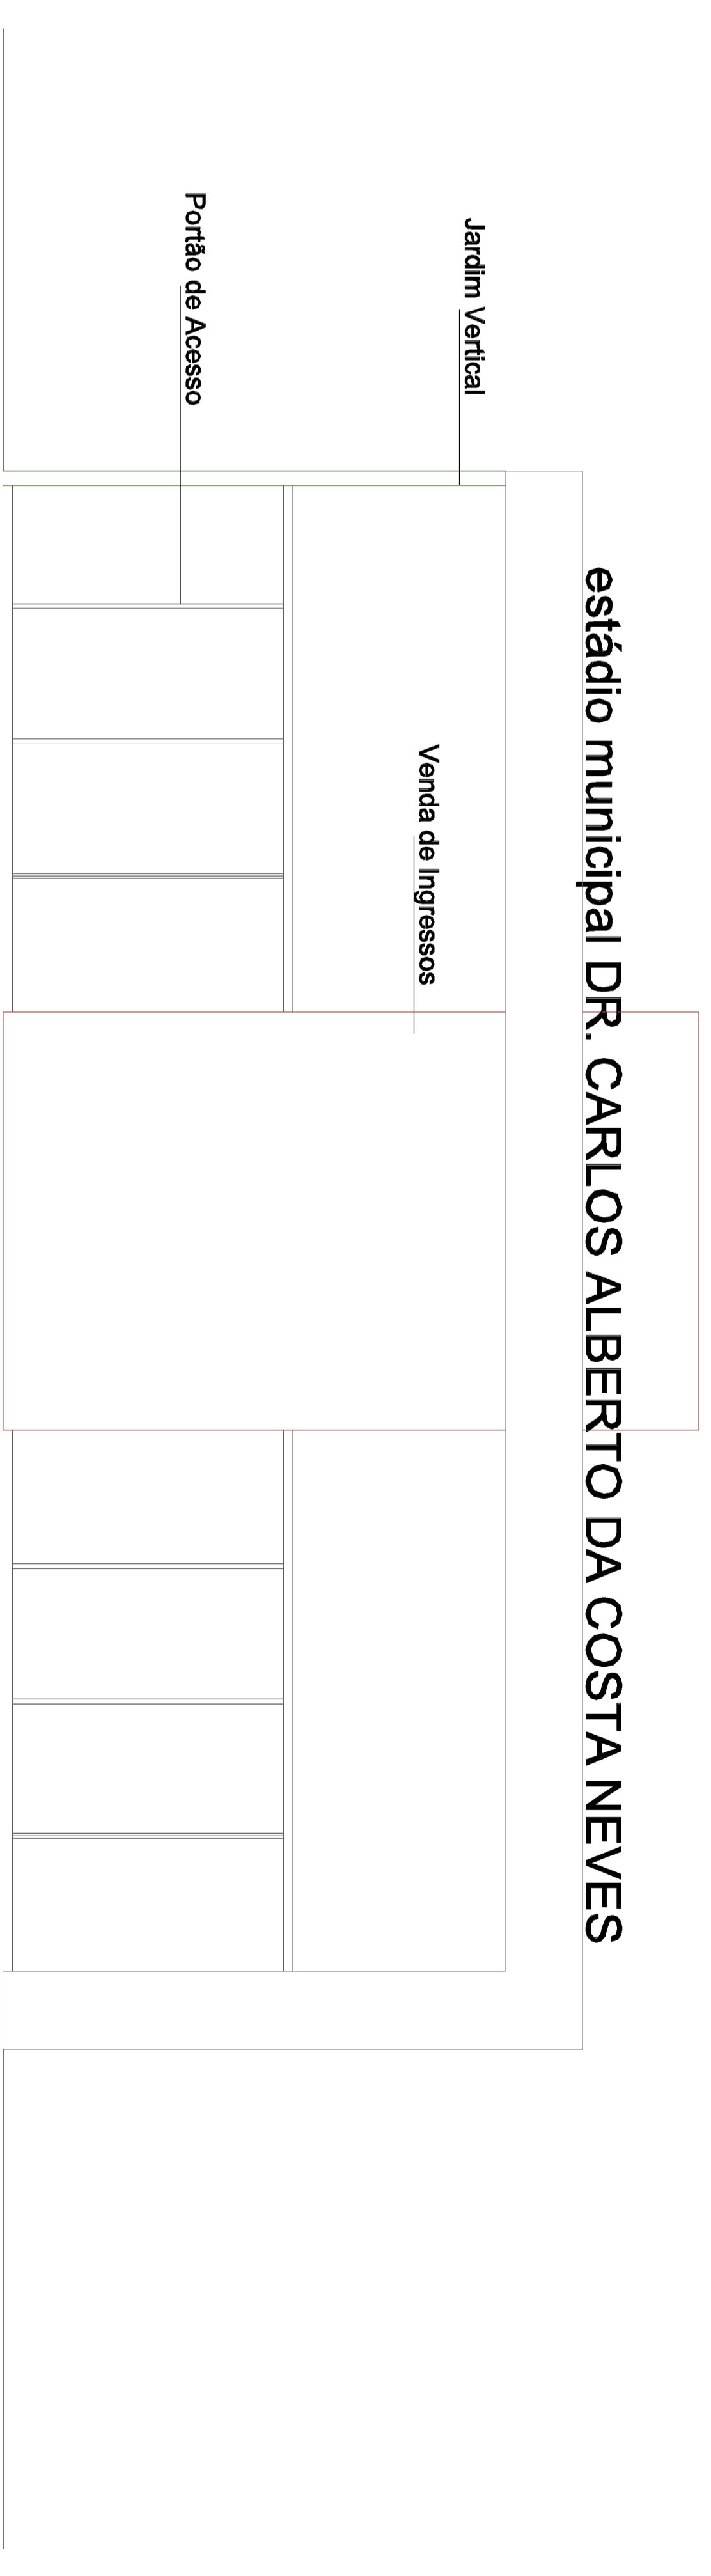 estádio municipal DR. CARLOS ALBERTO DA COSTA NEVES
Jardim Vertical
Venda de Ingressos
Portão de Acesso